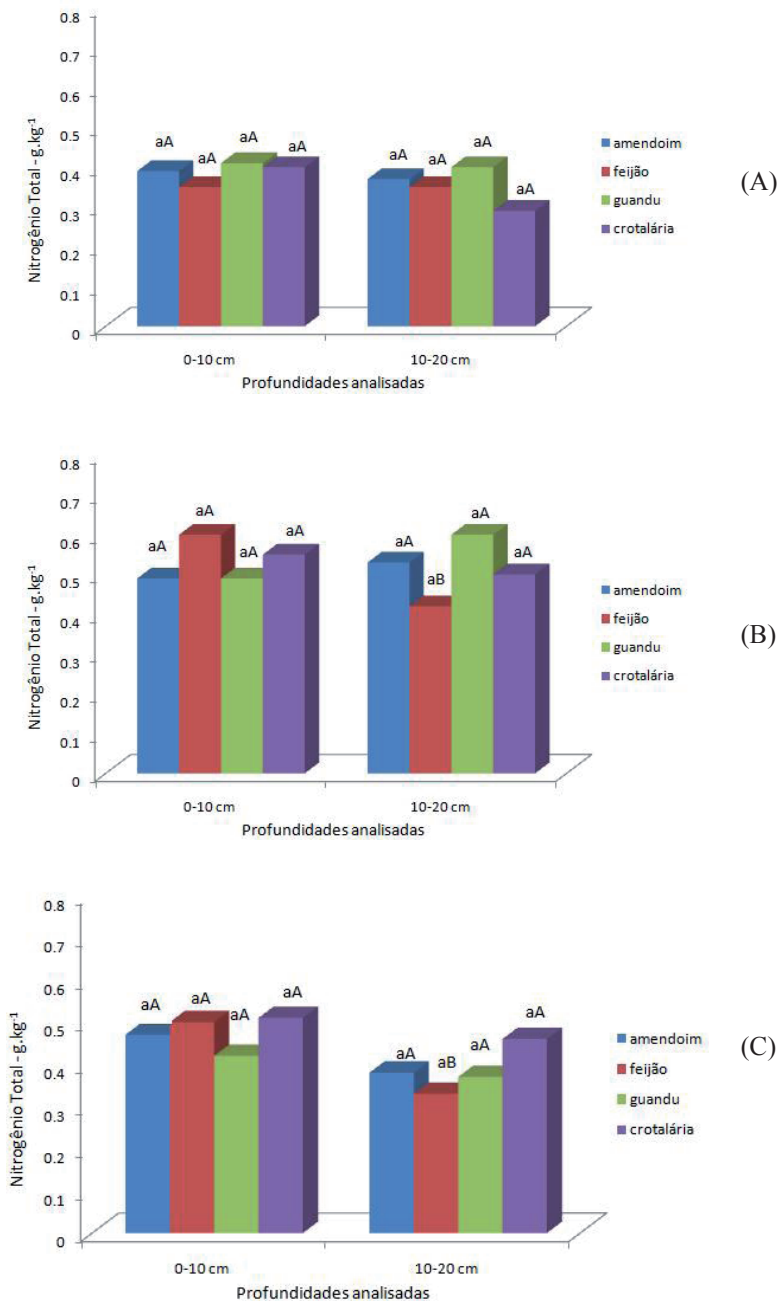 0.8
0.7
0.6
0.5
0.4
0.3
0.2
0.1
0
Nitrogênio Total - g.kg⁻¹
aA
aA
aA
aA
aA
aA
aA
aA
0-10 cm
10-20 cm
Profundidades analisadas
amendoim
feijão
guandu
crotalária
(A)
0.8
0.7
0.6
0.5
0.4
0.3
0.2
0.1
0
Nitrogênio Total - g.kg⁻¹
aA
aA
aA
aA
aA
aB
aA
aA
0-10 cm
10-20 cm
Profundidades analisadas
amendoim
feijão
guandu
crotalária
(B)
0.8
0.7
0.6
0.5
0.4
0.3
0.2
0.1
0
Nitrogênio Total - g.kg⁻¹
aA
aA
aA
aA
aA
aB
aA
aA
0-10 cm
10-20 cm
Profundidades analisadas
amendoim
feijão
guandu
crotalária
(C)